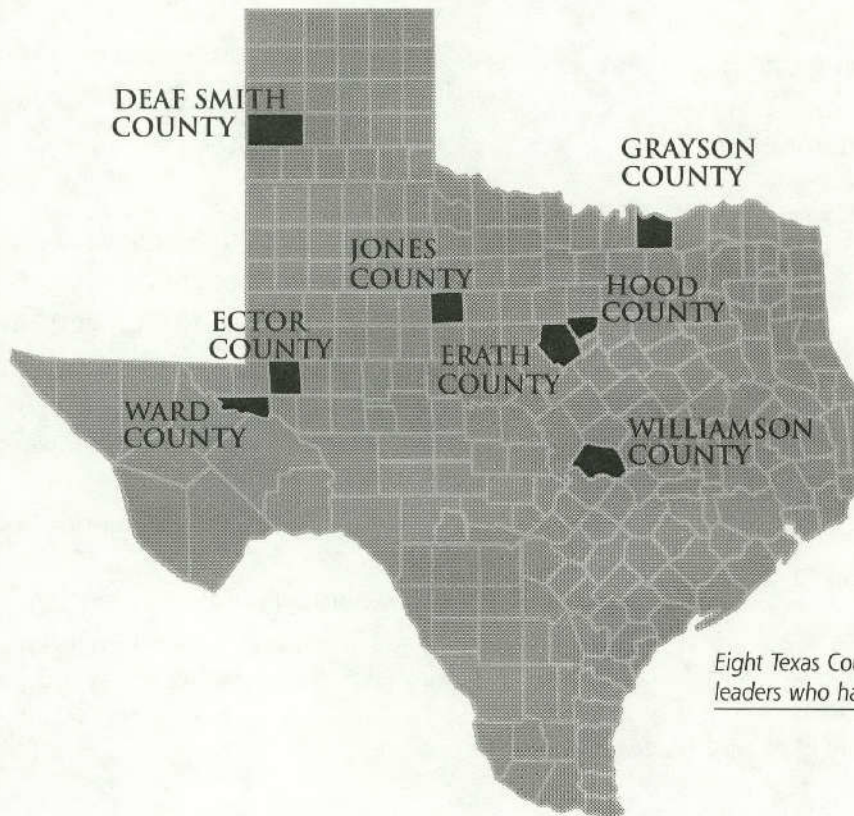 DEAF SMITH
COUNTY
GRAYSON
COUNTY
JONES
COUNTY
HOOD
COUNTY
ECTOR
COUNTY
ERATH
COUNTY
WARD
COUNTY
WILLIAMSON
COUNTY
Eight Texas Cou
leaders who ha